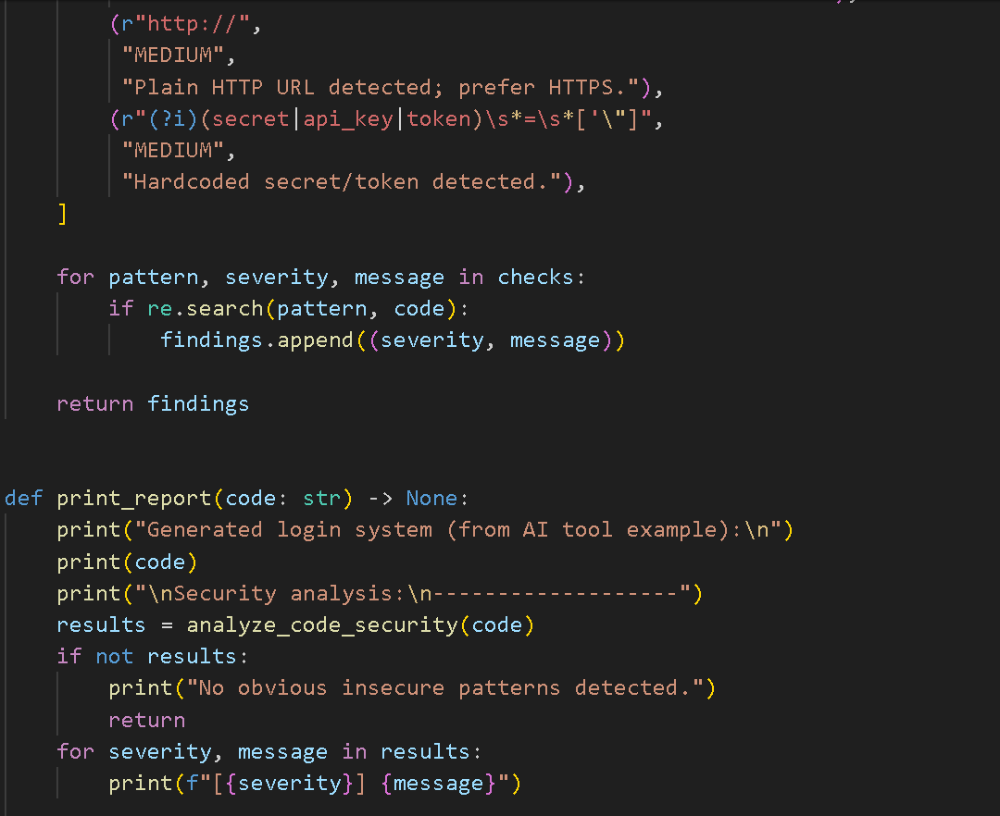 (r"http://",
         "MEDIUM",
         "Plain HTTP URL detected; prefer HTTPS."),
        (r"(?i)(secret|api_key|token)\s*=\s*['\"]",
         "MEDIUM",
         "Hardcoded secret/token detected."),
    ]

    for pattern, severity, message in checks:
        if re.search(pattern, code):
            findings.append((severity, message))

    return findings


def print_report(code: str) -> None:
    print("Generated login system (from AI tool example):\n")
    print(code)
    print("\nSecurity analysis:\n-------------------")
    results = analyze_code_security(code)
    if not results:
        print("No obvious insecure patterns detected.")
        return
    for severity, message in results:
        print(f"[{severity}] {message}")